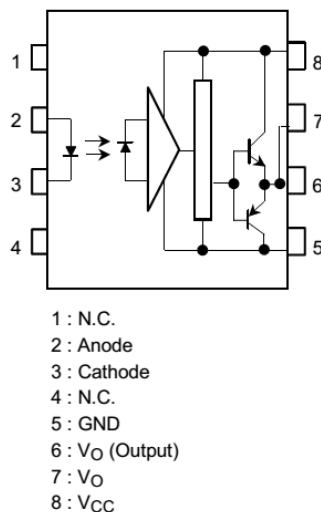 1
2
3
4
8
7
6
5
1 : N.C.
2 : Anode
3 : Cathode
4 : N.C.
5 : GND
6 : VO (Output)
7 : VO
8 : VCC